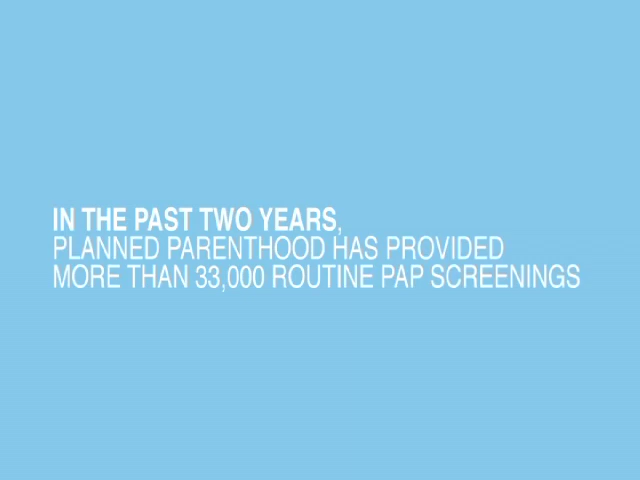 IN THE PAST TWO YEARS,
PLANNED PARENTHOOD HAS PROVIDED
MORE THAN 33,000 ROUTINE PAP SCREENINGS